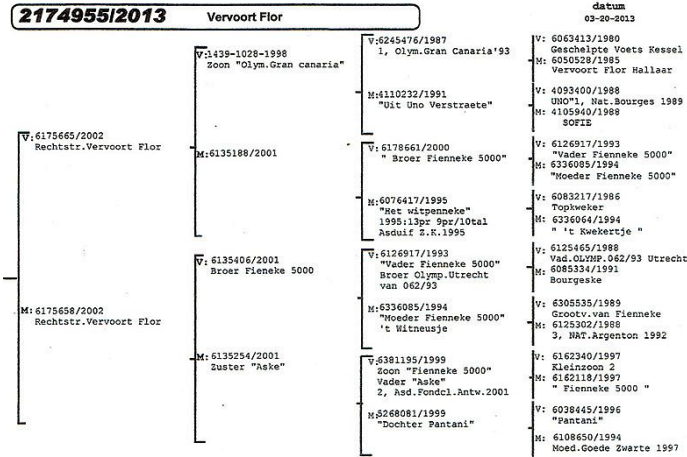 2174955/2013
Vervoort Flor
datum
03-20-2013
V: 6175665/2002
Rechtstr.Vervoort Flor
M: 6175658/2002
Rechtstr.Vervoort Flor
V:1439-1028-1998
Zoon "Olym.Gran canaria"
M:6135188/2001
V: 6135406/2001
Broer Fieneke 5000
M:6135254/2001
Zuster "Aske"
V:6245476/1987
1, Olym.Gran Canaria'93
M:4110232/1991
"Uit Uno Verstraete"
V:6178661/2000
" Broer Fienneke 5000"
M:6076417/1995
"Het witpenneke"
1995:13pr 9pr/10tal
Asduif Z.K.1995
V:6126917/1993
"Vader Fienneke 5000"
Broer Olymp.Utrecht
van 062/93
M:6336085/1994
"Moeder Fienneke 5000"
't Witneusje
V:6381195/1999
Zoon "Fienneke 5000"
Vader "Aske"
2, Asd.Fondcl.Antw.2001
M:5268081/1999
"Dochter Pantani"
V: 6063413/1980
Geschelpte Voets Kessel
M: 6050528/1985
Vervoort Flor Hallaar
V: 4093400/1988
UNO"1, Nat.Bourges 1989
M: 4105940/1988
SOFIE
V: 6126917/1993
"Vader Fienneke 5000"
M: 6336085/1994
"Moeder Fienneke 5000"
V: 6083217/1986
Topkweker
M: 6336064/1994
" 't Kwekertje "
V: 6125465/1988
Vad.OLYMP.062/93 Utrecht
M: 6085334/1991
Bourgeske
V: 6305535/1989
Grootv.van Fienneke
M: 6125302/1988
3, NAT.Argenton 1992
V: 6162340/1997
Kleinzoon 2
M: 6162118/1997
" Fienneke 5000 "
V: 6038445/1996
"Pantani"
M: 6108650/1994
Moed.Goede Zwarte 1997